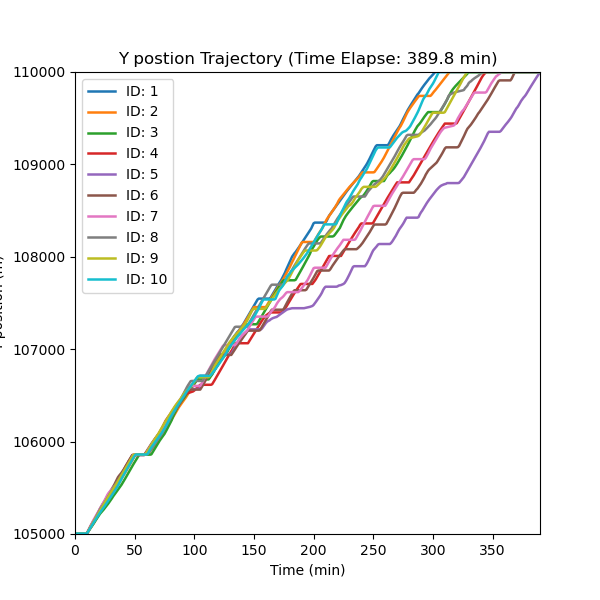 Y postion Trajectory (Time Elapse: 389.8 min)
110000
109000
108000
107000
106000
105000
ID: 1
ID: 2
ID: 3
ID: 4
ID: 5
ID: 6
ID: 7
ID: 8
ID: 9
ID: 10
0 50 100 150 200 250 300 350
Time (min)